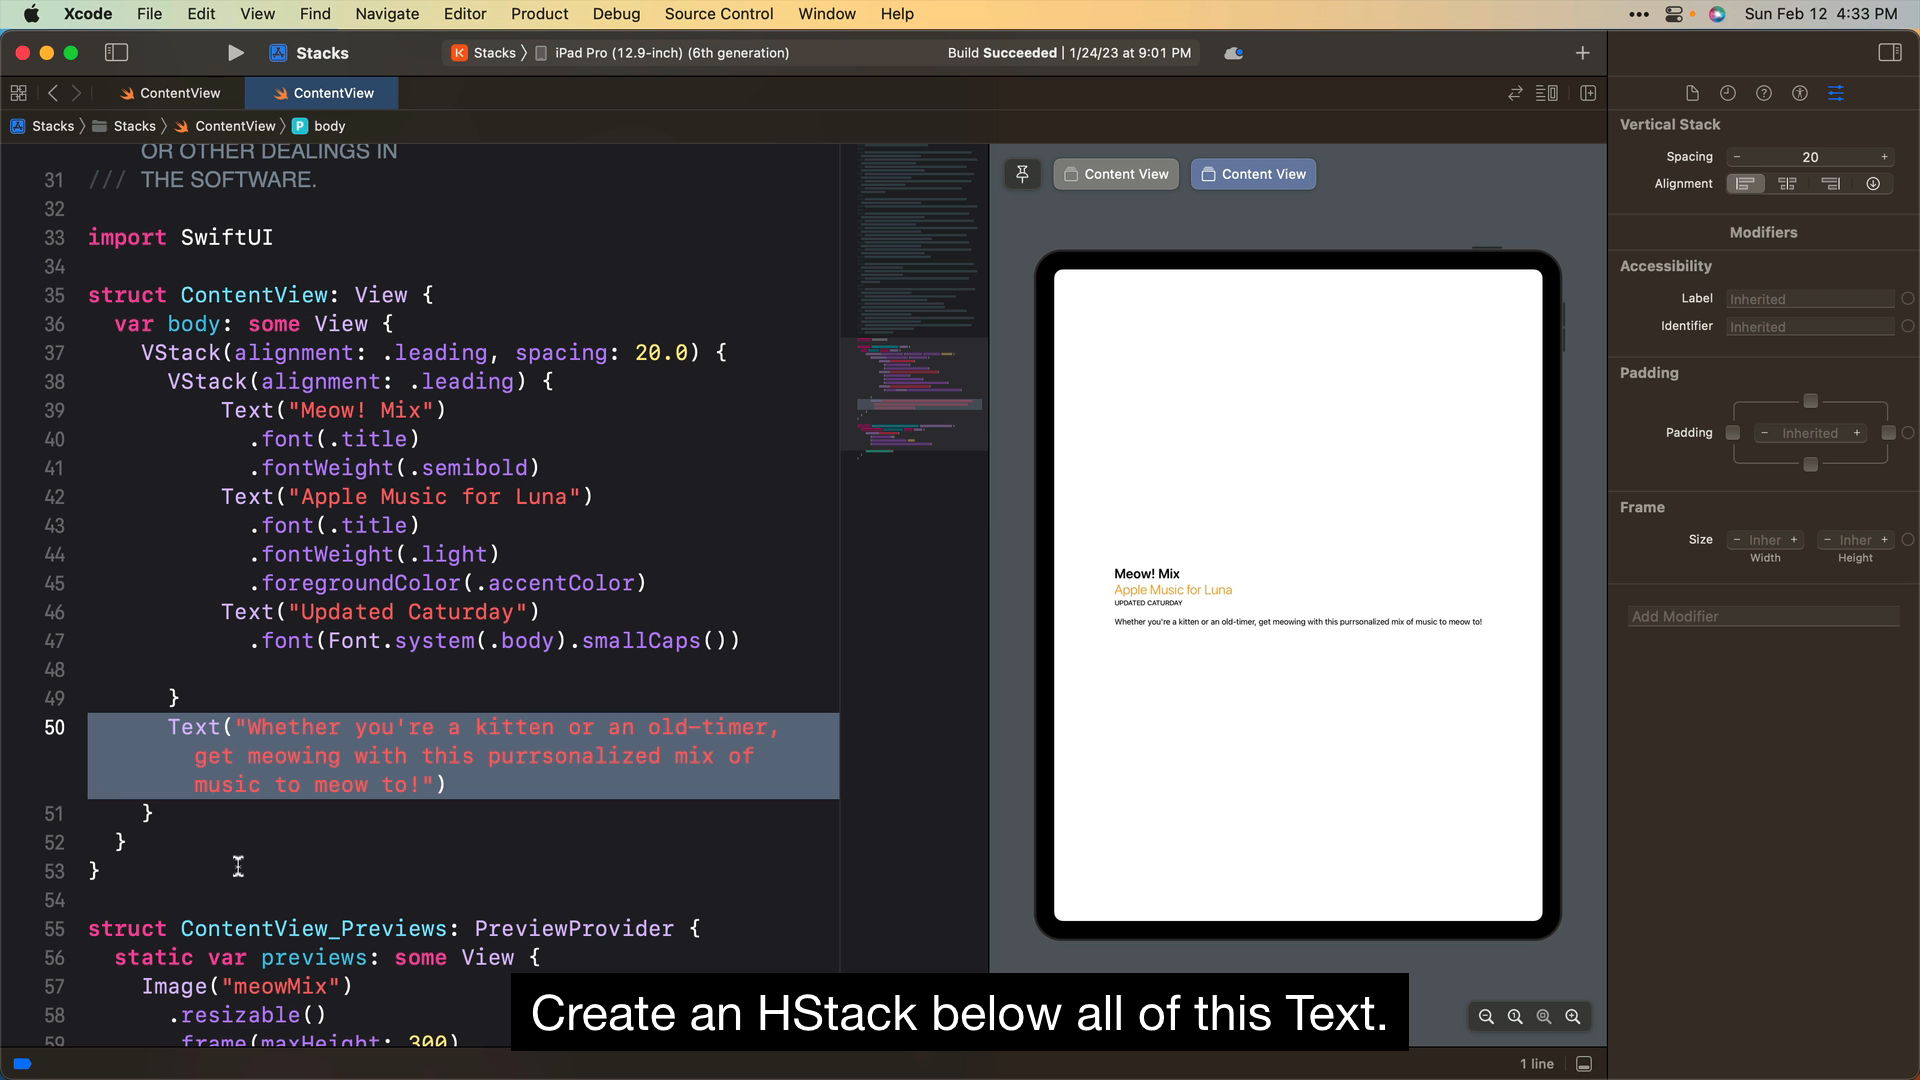 Xcode File Edit View Find Navigate Editor Product Debug Source Control Window Help Sun Feb 12 4:33 PM
Stacks Stacks iPad Pro (12.9-inch) (6th generation) Build Succeeded | 1/24/23 at 9:01 PM
ContentView ContentView
Stacks Stacks ContentView P body
OR OTHER DEALINGS IN
31 /// THE SOFTWARE.
32
33 import SwiftUI
34
35 struct ContentView: View {
36 var body: some View {
37 VStack(alignment: .leading, spacing: 20.0) {
38 VStack(alignment: .leading) {
39 Text("Meow! Mix")
40 .font(.title)
41 .fontWeight(.semibold)
42 Text("Apple Music for Luna")
43 .font(.title)
44 .fontWeight(.light)
45 .foregroundColor(.accentColor)
46 Text("Updated Caturday")
47 .font(Font.system(.body).smallCaps())
48
49 }
50 Text("Whether you're a kitten or an old-timer,
get meowing with this purrsonalized mix of
music to meow to!")
51 }
52 }
53 }
54
55 struct ContentView_Previews: PreviewProvider {
56 static var previews: some View {
57 Image("meowMix")
58 .resizable()
59 .frame(maxHeight: 300)
Content View Content View
Meow! Mix
Apple Music for Luna
UPDATED CATURDAY
Whether you're a kitten or an old-timer, get meowing with this purrsonalized mix of music to meow to!
Vertical Stack
Spacing - 20 +
Alignment
Modifiers
Accessibility
Label Inherited
Identifier Inherited
Padding
Padding - Inherited +
Frame
Size - Inher + - Inher +
Width Height
Add Modifier
Create an HStack below all of this Text.
1 line